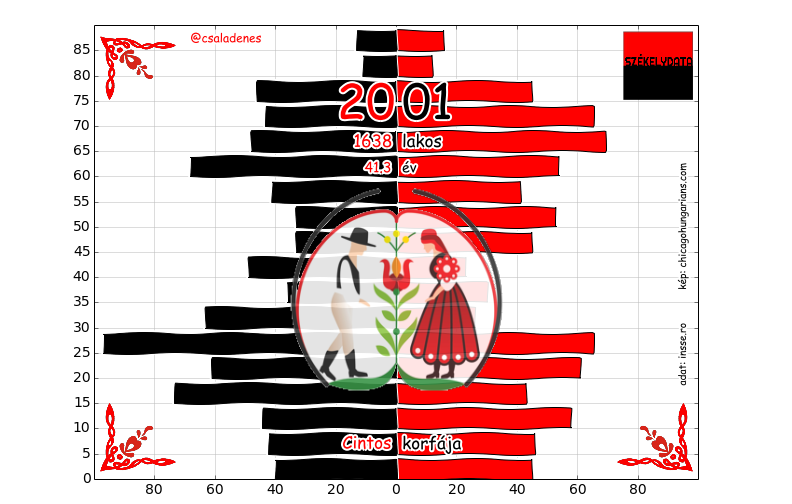 @csaladenes
SZÉKELYDATA
2001
1638 lakos
41,3 év
kép: chicagohungarians.com
adat: insse.ro
Cintos korfája
85
80
75
70
65
60
55
50
45
40
35
30
25
20
15
10
5
0
80 60 40 20 0 20 40 60 80